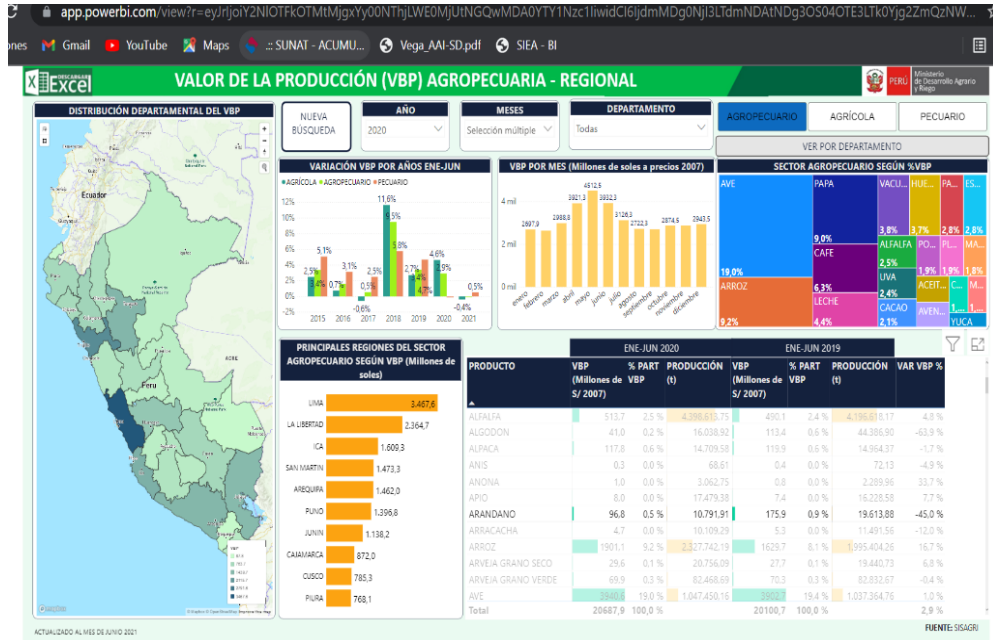 app.powerbi.com/view?r=
Gmail YouTube Maps .:: SUNAT - ACUMU... Vega_AAI-SD.pdf SIEA - BI
DESCARGAR
Excel
VALOR DE LA PRODUCCIÓN (VBP) AGROPECUARIA - REGIONAL
PERÚ
Ministerio
de Desarrollo Agrario
y Riego
DISTRIBUCIÓN DEPARTAMENTAL DEL VBP
Ecuador
Peru
VBP
NUEVA
BÚSQUEDA
AÑO
2020
MESES
Selección múltiple
DEPARTAMENTO
Todas
AGROPECUARIO AGRÍCOLA PECUARIO
VER POR DEPARTAMENTO
VARIACIÓN VBP POR AÑOS ENE-JUN
AGRÍCOLA AGROPECUARIO PECUARIO
12%
10%
8%
6%
4%
2%
0%
-2%
2,5% 3,4% 5,1%
0,7% 3,1%
-0,6% 0,5% 2,5%
11,6% 9,5% 5,8%
2,7% 4,7%
4,6% 2,9%
-0,4% 0,5%
2015 2016 2017 2018 2019 2020 2021
VBP POR MES (Millones de soles a precios 2007)
4 mil
2 mil
0 mil
2697,9 2988,8 3821,3 4512,5 3932,3 3126,3 2722,3 2874,5 2943,5
enero febrero marzo abril mayo junio julio agosto septiembre octubre noviembre diciembre
SECTOR AGROPECUARIO SEGÚN %VBP
AVE
19,0%
ARROZ
9,2%
PAPA
9,0%
CAFE
6,3%
LECHE
4,4%
VACU...
3,8%
HUE...
3,7%
PA...
2,8%
ES...
2,8%
ALFALFA
2,5%
PO...
1,9%
PL...
1,9%
MA...
1,8%
UVA
2,4%
ACEIT...
C...
1,...
M...
1,...
CACAO
2,1%
AVEN...
YUCA
PRINCIPALES REGIONES DEL SECTOR
AGROPECUARIO SEGÚN VBP (Millones de
soles)
LIMA 3.467,6
LA LIBERTAD 2.364,7
ICA 1.609,3
SAN MARTIN 1.473,3
AREQUIPA 1.462,0
PUNO 1.396,8
JUNIN 1.138,2
CAJAMARCA 872,0
CUSCO 785,3
PIURA 768,1
ENE-JUN 2020 ENE-JUN 2019
PRODUCTO VBP % PART PRODUCCIÓN VBP % PART PRODUCCIÓN VAR VBP %
(Millones de VBP (t) (Millones de VBP (t)
S/ 2007) S/ 2007)
ALFALFA 513,7 2.5 % 4,398,613.75 490.1 2.4 % 4,196,618.17 4.8 %
ALGODON 41,0 0.2 % 16,038.92 113.4 0.6 % 44,386.90 -63,9 %
ALPACA 117.8 0.6 % 14,709.58 119.9 0.6 % 14,964.37 -1.7 %
ANIS 0.3 0.0 % 68.61 0.4 0.0 % 72.13 -4.9 %
ANONA 1.0 0.0 % 3,062.75 0.8 0.0 % 2,289.96 33.7 %
APIO 8.0 0.0 % 17,479.38 7.4 0.0 % 16,228.58 7.7 %
ARANDANO 96,8 0,5 % 10.791,91 175,9 0,9 % 19.613,88 -45,0 %
ARRACACHA 4.7 0.0 % 10,109.29 5.3 0.0 % 11,491.56 -12.0 %
ARROZ 1901,1 9.2 % 2,327,742.19 1629.7 8.1 % 1,995,404.26 16.7 %
ARVEJA GRANO SECO 29,6 0.1 % 20,756.09 27.7 0.1 % 19,440.73 6.8 %
ARVEJA GRANO VERDE 69.9 0.3 % 82,468.69 70.3 0.3 % 82,832.67 -0.4 %
AVE 3940,6 19.0 % 1,047,450.16 3902.7 19.4 % 1,037,364.76 1.0 %
Total 20687,9 100,0 % 20100,7 100,0 % 2,9 %
ACTUALIZADO AL MES DE JUNIO 2021
FUENTE: SISAGRI